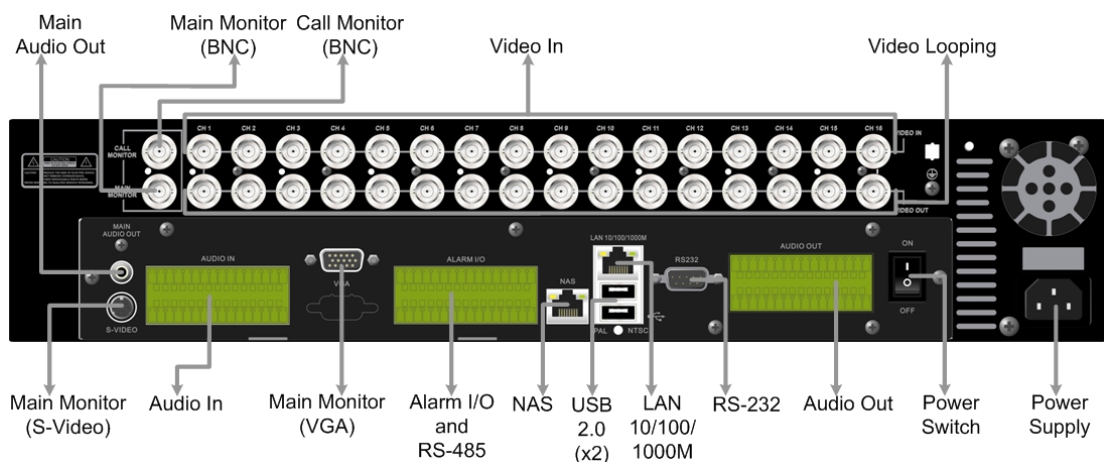 Main
Audio Out
Main Monitor
(BNC)
Call Monitor
(BNC)
Video In
Video Looping
CH 1 CH 2 CH 3 CH 4 CH 5 CH 6 CH 7 CH 8 CH 9 CH 10 CH 11 CH 12 CH 13 CH 14 CH 15 CH 16
VIDEO IN
CALL
MONITOR
CAUTION
MAIN
MONITOR
VIDEO OUT
MAIN
AUDIO OUT
AUDIO IN
VGA
ALARM I/O
NAS
LAN 10/100/1000M
RS232
AUDIO OUT
ON
OFF
S-VIDEO
PAL NTSC
Main Monitor
(S-Video)
Audio In
Main Monitor
(VGA)
Alarm I/O
and
RS-485
NAS
USB
2.0
(x2)
LAN
10/100/
1000M
RS-232
Audio Out
Power
Switch
Power
Supply